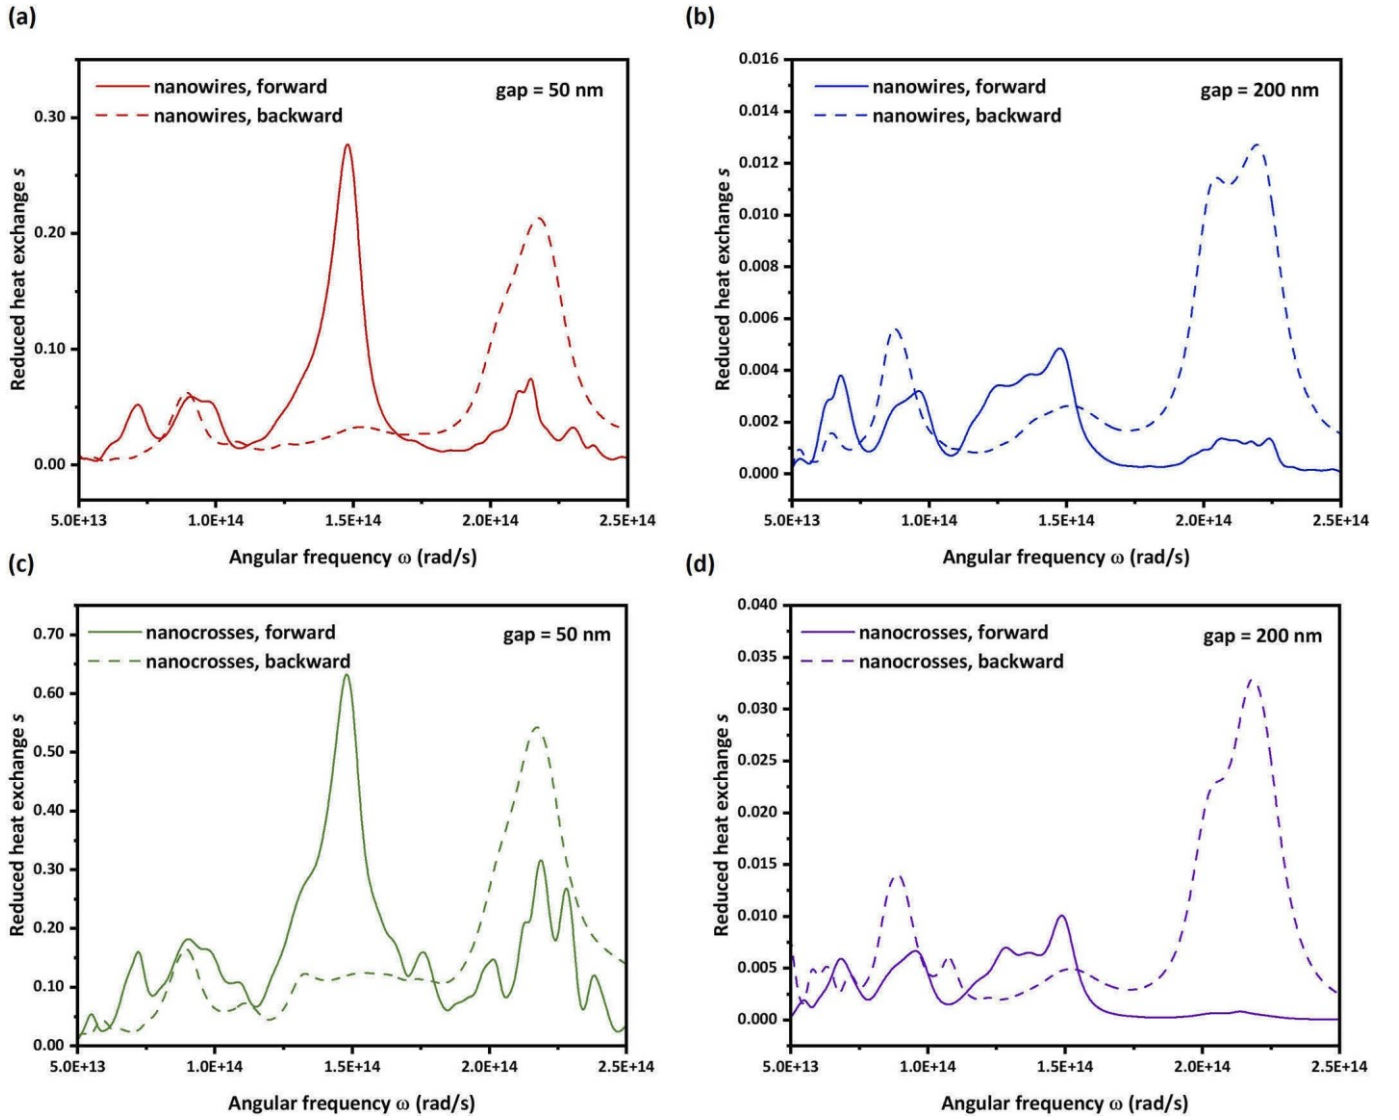 (a)
nanowires, forward
nanowires, backward
gap = 50 nm
0.30
0.20
0.10
0.00
Reduced heat exchange s
5.0E+13
1.0E+14
1.5E+14
2.0E+14
2.5E+14
Angular frequency ω (rad/s)
(b)
nanowires, forward
nanowires, backward
gap = 200 nm
0.016
0.014
0.012
0.010
0.008
0.006
0.004
0.002
0.000
Reduced heat exchange s
5.0E+13
1.0E+14
1.5E+14
2.0E+14
2.5E+14
Angular frequency ω (rad/s)
(c)
nanocrosses, forward
nanocrosses, backward
gap = 50 nm
0.70
0.60
0.50
0.40
0.30
0.20
0.10
0.00
Reduced heat exchange s
5.0E+13
1.0E+14
1.5E+14
2.0E+14
2.5E+14
Angular frequency ω (rad/s)
(d)
nanocrosses, forward
nanocrosses, backward
gap = 200 nm
0.040
0.035
0.030
0.025
0.020
0.015
0.010
0.005
0.000
Reduced heat exchange s
5.0E+13
1.0E+14
1.5E+14
2.0E+14
2.5E+14
Angular frequency ω (rad/s)